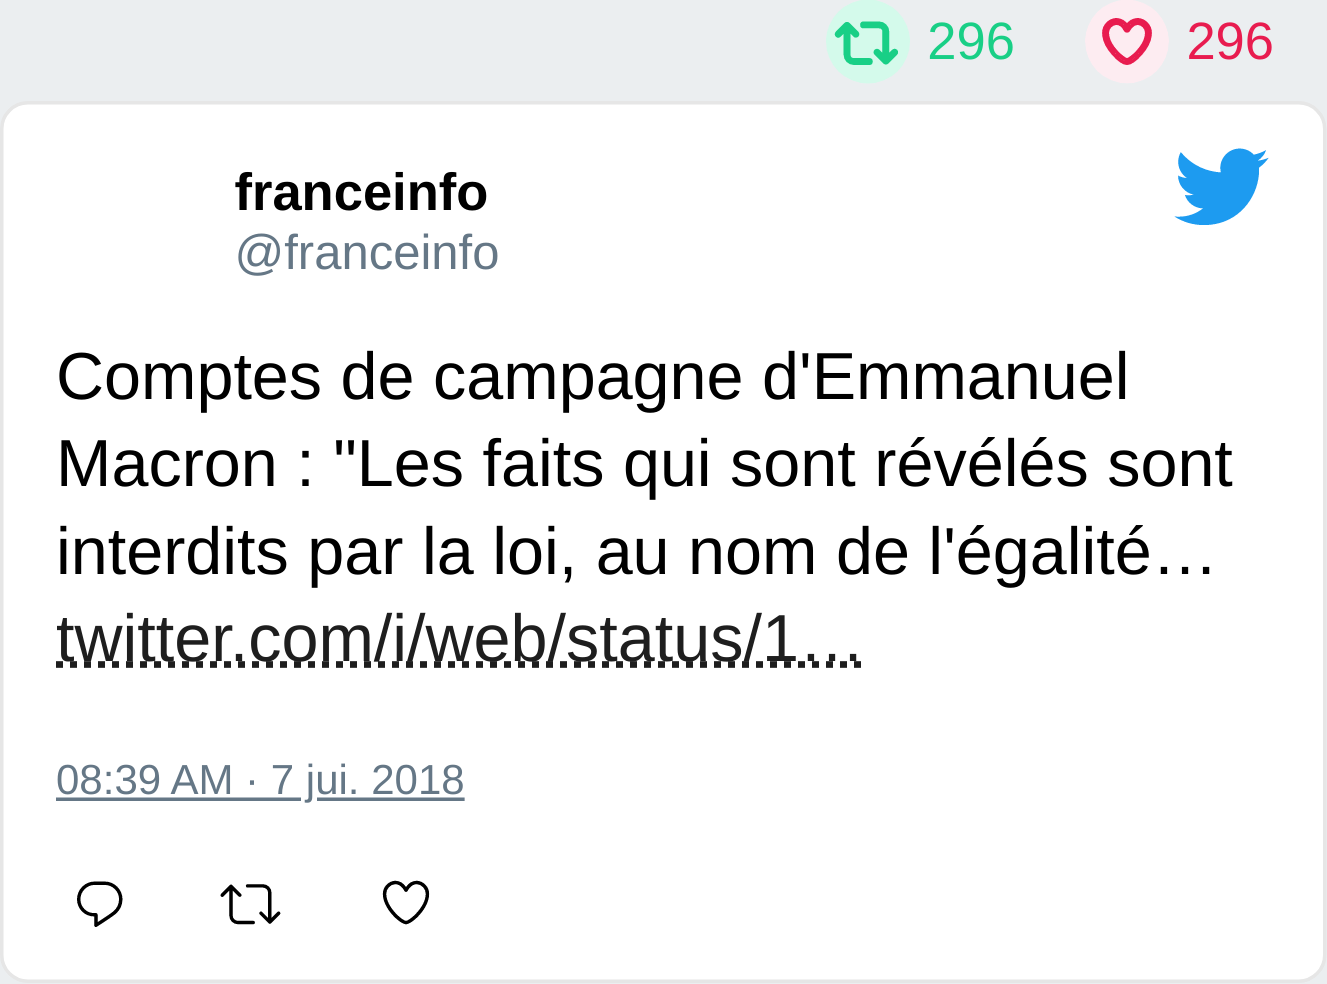 296 296
franceinfo
@franceinfo
Comptes de campagne d'Emmanuel
Macron : "Les faits qui sont révélés sont
interdits par la loi, au nom de l'égalité…
twitter.com/i/web/status/1…
08:39 AM · 7 jui. 2018